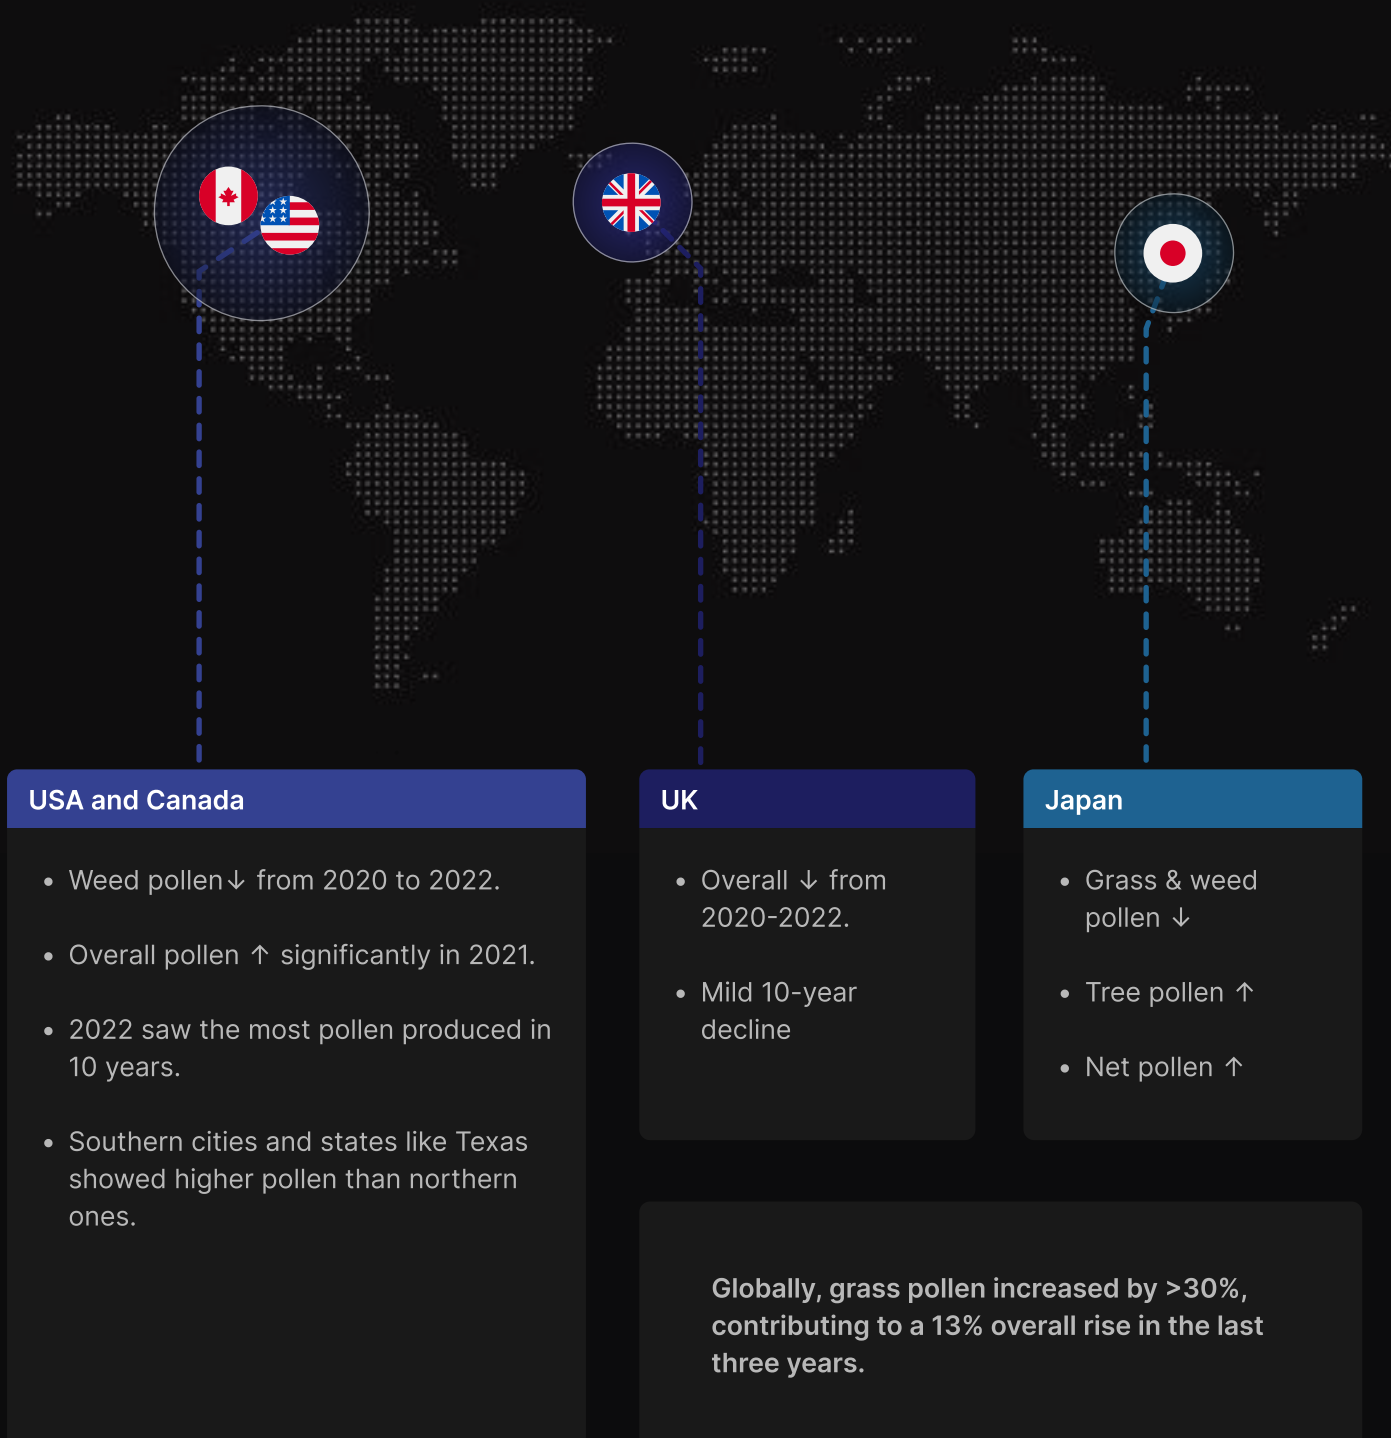 USA and Canada
• Weed pollen↓ from 2020 to 2022.
• Overall pollen ↑ significantly in 2021.
• 2022 saw the most pollen produced in
10 years.
• Southern cities and states like Texas
showed higher pollen than northern
ones.
UK
• Overall ↓ from
2020-2022.
• Mild 10-year
decline
Japan
• Grass & weed
pollen ↓
• Tree pollen ↑
• Net pollen ↑
Globally, grass pollen increased by >30%,
contributing to a 13% overall rise in the last
three years.